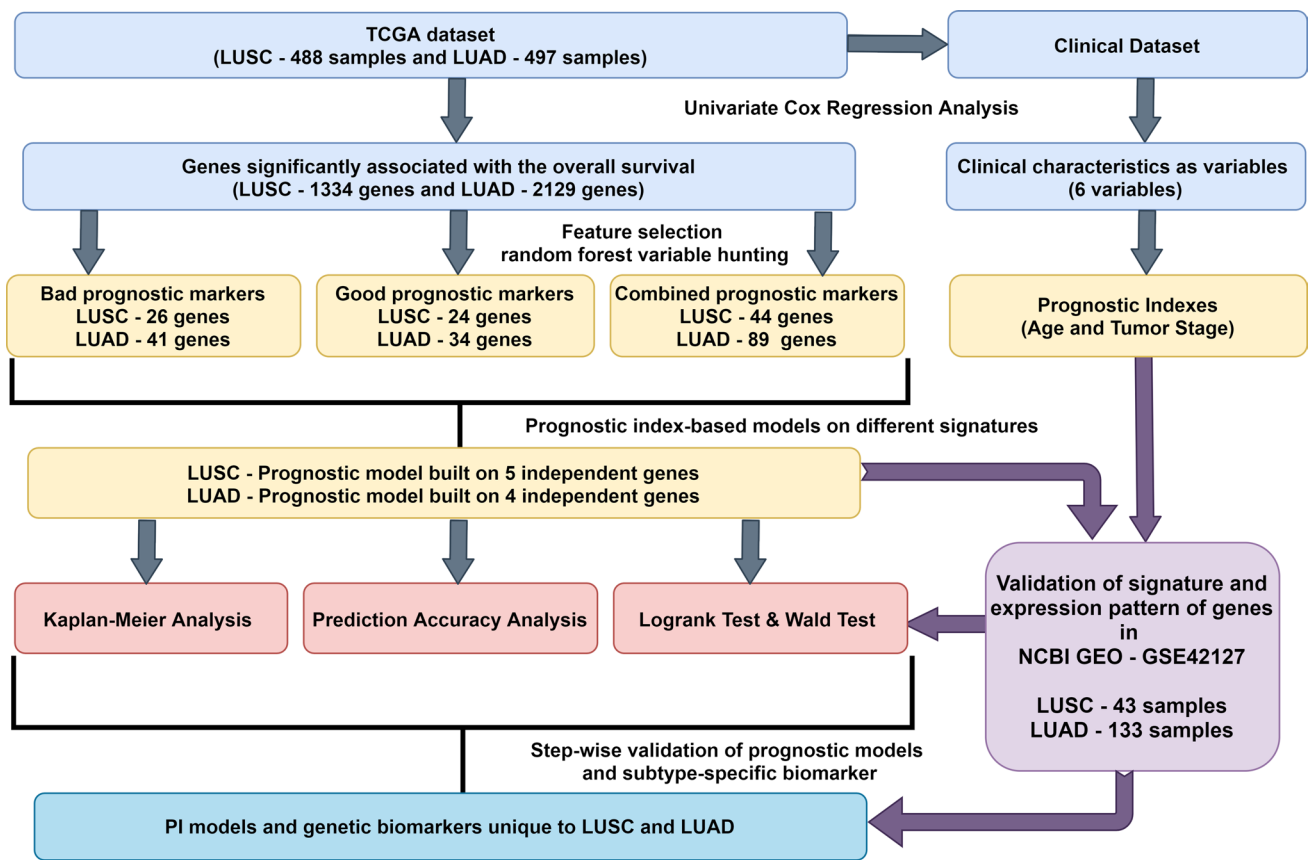 TCGA dataset
(LUSC - 488 samples and LUAD - 497 samples)
Clinical Dataset
Univariate Cox Regression Analysis
Genes significantly associated with the overall survival
(LUSC - 1334 genes and LUAD - 2129 genes)
Clinical characteristics as variables
(6 variables)
Feature selection
random forest variable hunting
Bad prognostic markers
LUSC - 26 genes
LUAD - 41 genes
Good prognostic markers
LUSC - 24 genes
LUAD - 34 genes
Combined prognostic markers
LUSC - 44 genes
LUAD - 89 genes
Prognostic Indexes
(Age and Tumor Stage)
Prognostic index-based models on different signatures
LUSC - Prognostic model built on 5 independent genes
LUAD - Prognostic model built on 4 independent genes
Kaplan-Meier Analysis
Prediction Accuracy Analysis
Logrank Test & Wald Test
Validation of signature and
expression pattern of genes
in
NCBI GEO - GSE42127
LUSC - 43 samples
LUAD - 133 samples
Step-wise validation of prognostic models
and subtype-specific biomarker
PI models and genetic biomarkers unique to LUSC and LUAD